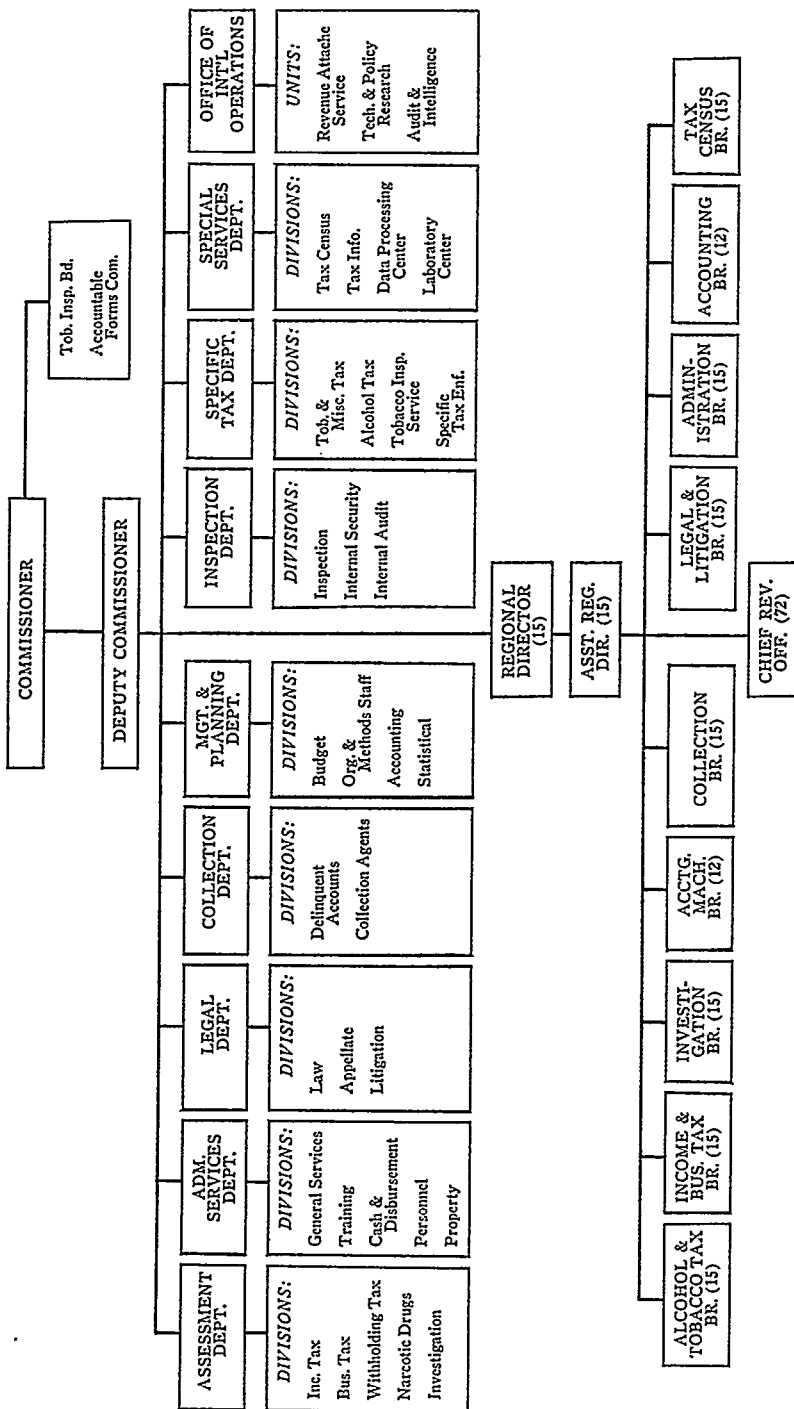 COMMISSIONER
Tob. Insp. Bd.
Accountable
Forms Com.
DEPUTY COMMISSIONER
ASSESSMENT
DEPT.
ADM.
SERVICES
DEPT.
LEGAL
DEPT.
COLLECTION
DEPT.
MGT. &
PLANNING
DEPT.
INSPECTION
DEPT.
SPECIFIC
TAX DEPT.
SPECIAL
SERVICES
DEPT.
OFFICE OF
INT'L
OPERATIONS
DIVISIONS:
Inc. Tax
Bus. Tax
Withholding Tax
Narcotic Drugs
Investigation
DIVISIONS:
General Services
Training
Cash &
Disbursement
Personnel
Property
DIVISIONS:
Law
Appellate
Litigation
DIVISIONS:
Delinquent
Accounts
Collection Agents
DIVISIONS:
Budget
Org. &
Methods Staff
Accounting
Statistical
DIVISIONS:
Inspection
Internal Security
Internal Audit
DIVISIONS:
Tob. &
Misc. Tax
Alcohol Tax
Tobacco Insp.
Service
Specific
Tax Enf.
DIVISIONS:
Tax Census
Tax Info.
Data Processing
Center
Laboratory
Center
UNITS:
Revenue Attache
Service
Tech. & Policy
Research
Audit &
Intelligence
REGIONAL
DIRECTOR
(15)
ASST. REG.
DIR. (15)
ALCOHOL &
TOBACCO TAX
BR. (15)
INCOME &
BUS. TAX
BR. (15)
INVESTI-
GATION
BR. (15)
ACCTG.
MACH.
BR. (12)
COLLECTION
BR. (15)
LEGAL &
LITIGATION
BR. (15)
ADMIN-
ISTRATION
BR. (15)
ACCOUNTING
BR. (12)
TAX
CENSUS
BR. (15)
CHIEF REV.
OFF. (72)